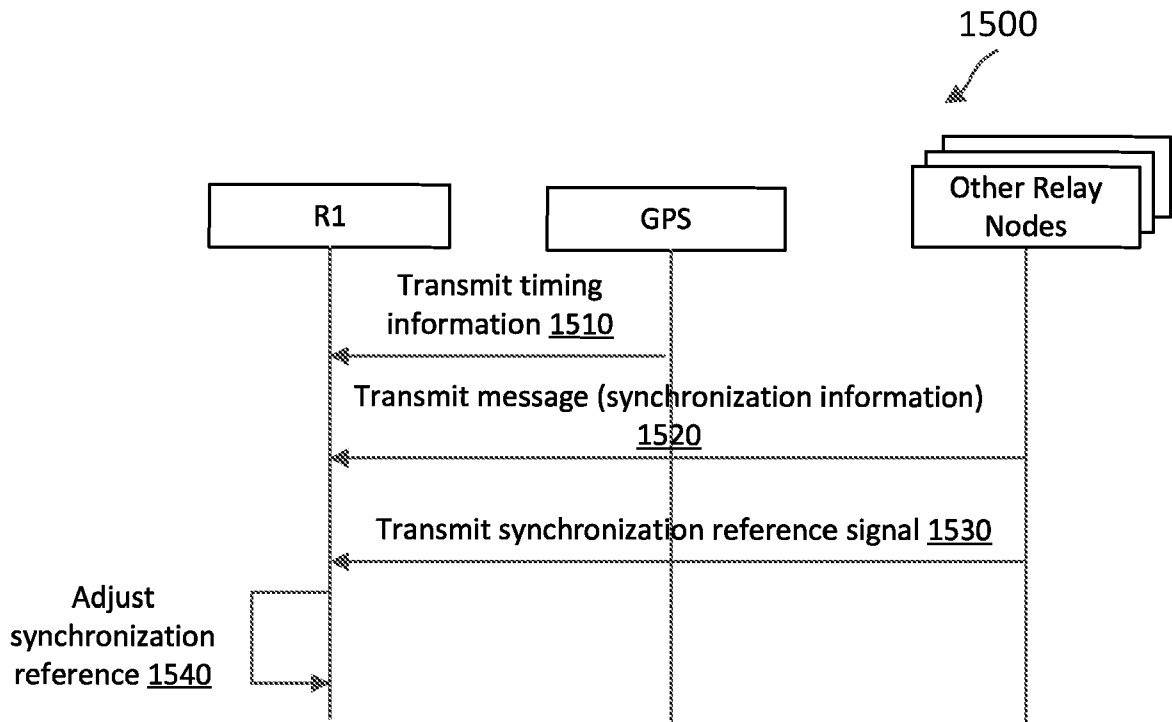 1500
R1
GPS
Other Relay
Nodes
Transmit timing
information 1510
Transmit message (synchronization information)
1520
Transmit synchronization reference signal 1530
Adjust
synchronization
reference 1540